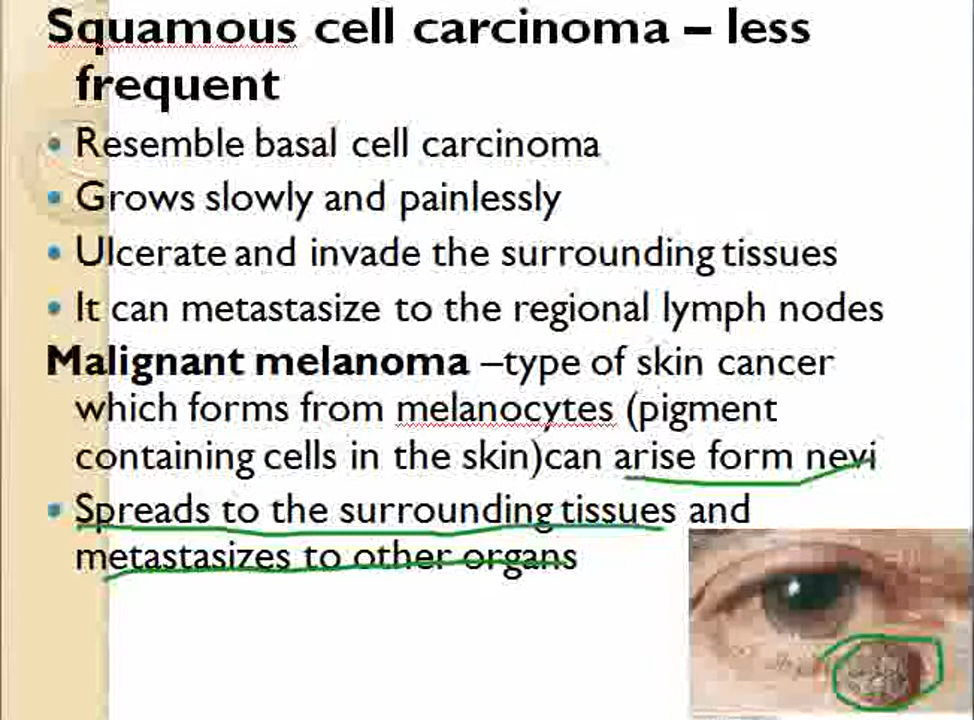 Squamous cell carcinoma – less
frequent
• Resemble basal cell carcinoma
• Grows slowly and painlessly
• Ulcerate and invade the surrounding tissues
• It can metastasize to the regional lymph nodes
Malignant melanoma –type of skin cancer
which forms from melanocytes (pigment
containing cells in the skin)can arise form nevi
• Spreads to the surrounding tissues and
metastasizes to other organs